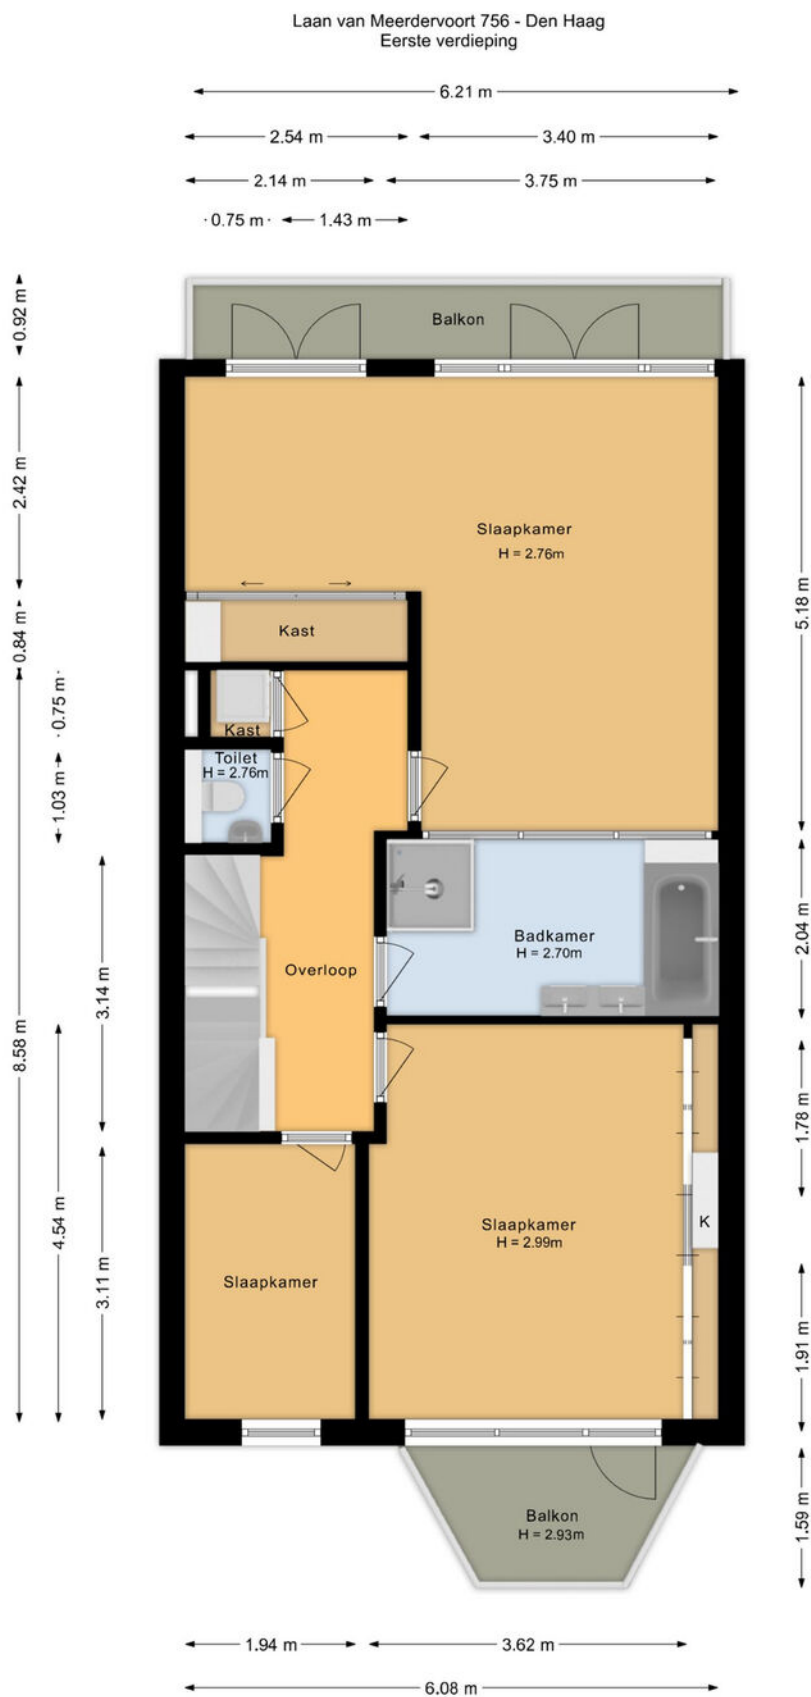 Laan van Meerdervoort 756 - Den Haag
Eerste verdieping
6.21 m
2.54 m
3.40 m
2.14 m
3.75 m
0.75 m
1.43 m
0.92 m
Balkon
2.42 m
Slaapkamer
H = 2.76m
5.18 m
0.84 m
Kast
0.75 m
Kast
Toilet
H = 2.76m
1.03 m
Badkamer
H = 2.70m
2.04 m
Overloop
3.14 m
8.58 m
4.54 m
1.78 m
K
Slaapkamer
H = 2.99m
Slaapkamer
3.11 m
1.91 m
Balkon
H = 2.93m
1.59 m
1.94 m
3.62 m
6.08 m